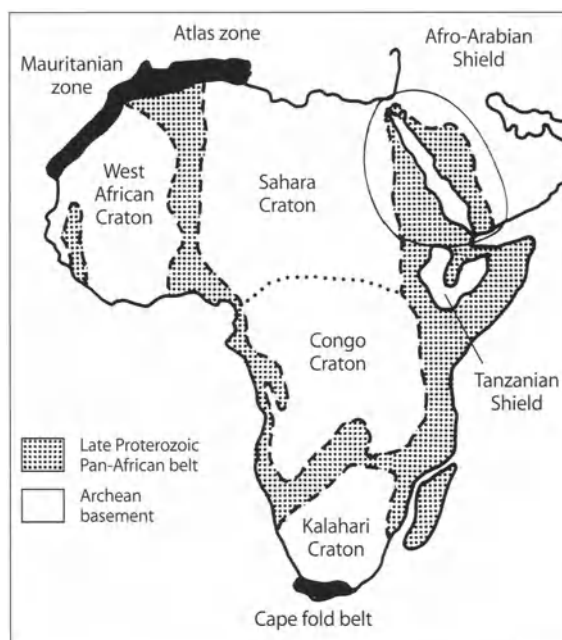 Atlas zone
Afro-Arabian
Shield
Mauritanian
zone
West
African
Craton
Sahara
Craton
Congo
Craton
Tanzanian
Shield
Late Proterozoic
Pan-African belt
Archean
basement
Kalahari
Craton
Cape fold belt